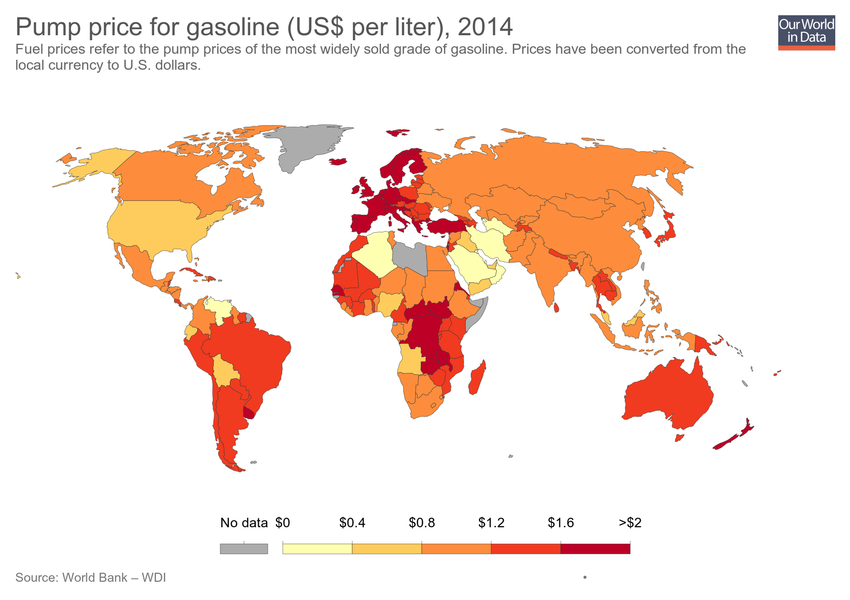 Pump price for gasoline (US$ per liter), 2014
Our World
in Data
Fuel prices refer to the pump prices of the most widely sold grade of gasoline. Prices have been converted from the
local currency to U.S. dollars.
No data $0 $0.4 $0.8 $1.2 $1.6 >$2
Source: World Bank – WDI